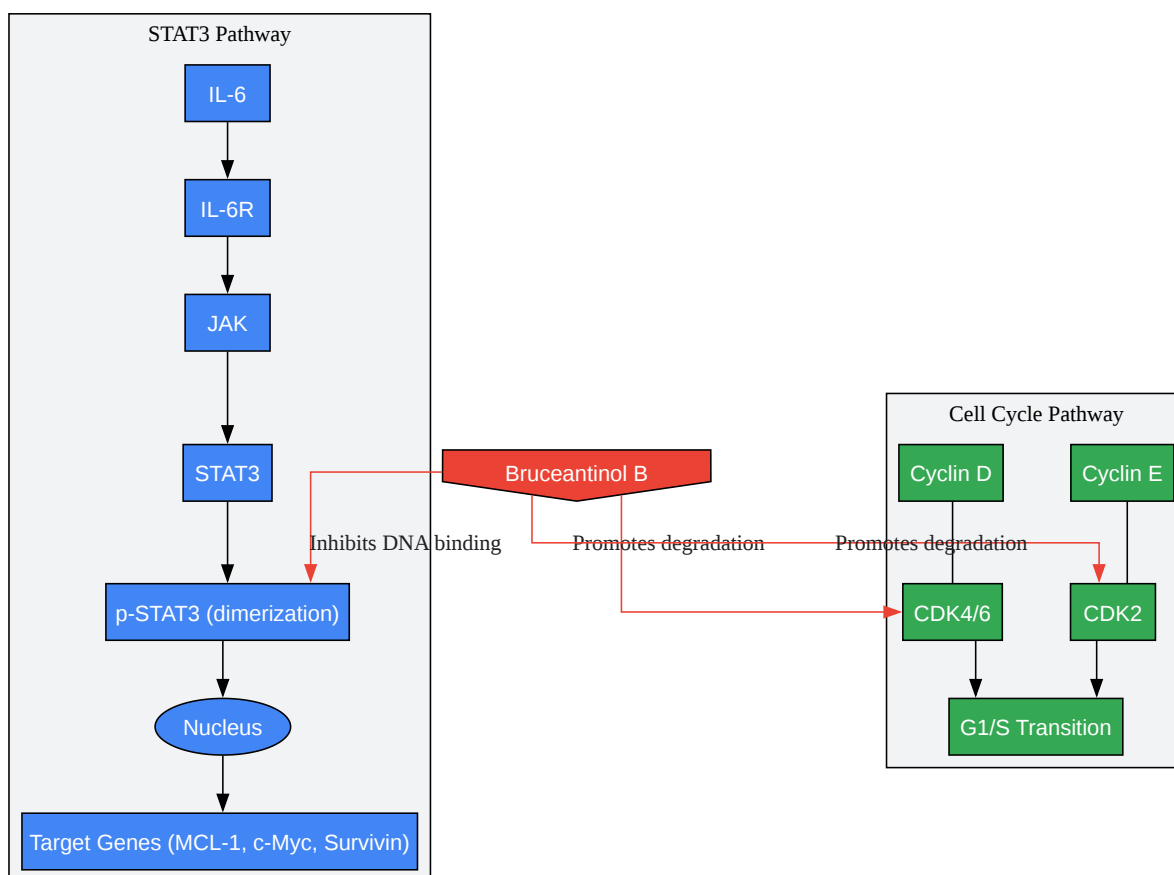 STAT3 Pathway
IL-6
IL-6R
JAK
STAT3
p-STAT3 (dimerization)
Nucleus
Target Genes (MCL-1, c-Myc, Survivin)
Bruceantinol B
Inhibits DNA binding
Promotes degradation
Promotes degradation
Cell Cycle Pathway
Cyclin D
Cyclin E
CDK4/6
CDK2
G1/S Transition